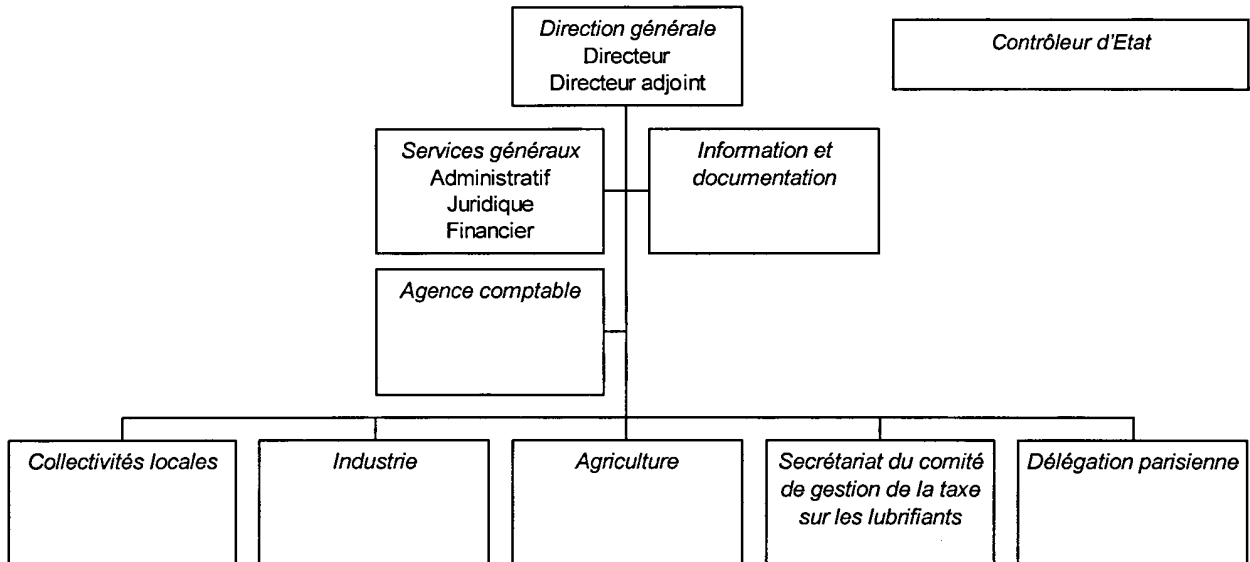 Direction générale
Directeur
Directeur adjoint
Contrôleur d'Etat
Services généraux
Administratif
Juridique
Financier
Information et
documentation
Agence comptable
Collectivités locales
Industrie
Agriculture
Secrétariat du comité
de gestion de la taxe
sur les lubrifiants
Délégation parisienne